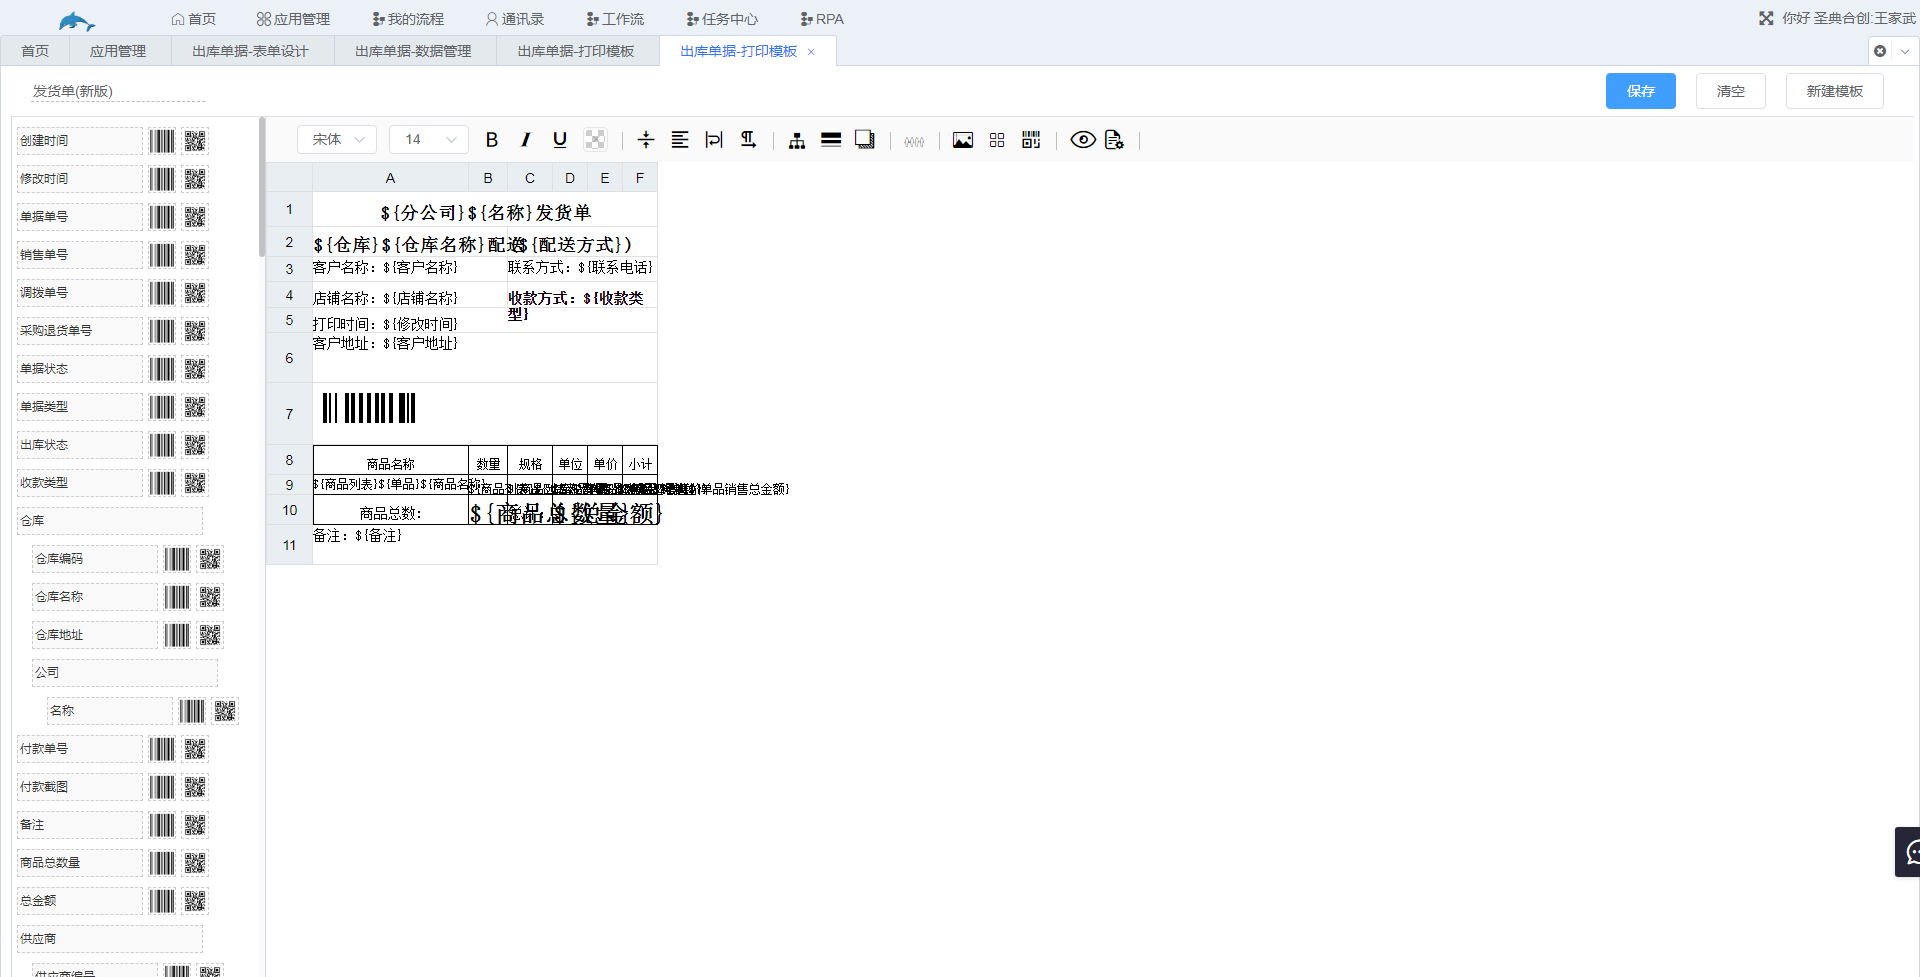 首页 应用管理 我的流程 通讯录 工作流 任务中心 RPA 你好 圣典合创:王家武
首页 应用管理 出库单据-表单设计 出库单据-数据管理 出库单据-打印模板 出库单据-打印模板 ×
发货单(新版) 保存 清空 新建模板
宋体 14 B I U
创建时间
修改时间
单据单号
销售单号
调拨单号
采购退货单号
单据状态
单据类型
出库状态
收款类型
仓库
仓库编码
仓库名称
仓库地址
公司
名称
付款单号
付款截图
备注
商品总数量
总金额
供应商
供应商编号
A B C D E F
1 ${分公司}${名称}发货单
2 ${仓库}${仓库名称}配送 (${配送方式})
3 客户名称：${客户名称} 联系方式：${联系电话}
4 店铺名称：${店铺名称} 收款方式：${收款类
型}
5 打印时间：${修改时间}
6 客户地址：${客户地址}
7
8 商品名称 数量 规格 单位 单价 小计
9 ${商品列表}${单品}${商品名称} 单品销售总金额}
10 商品总数：
11 备注：${备注}